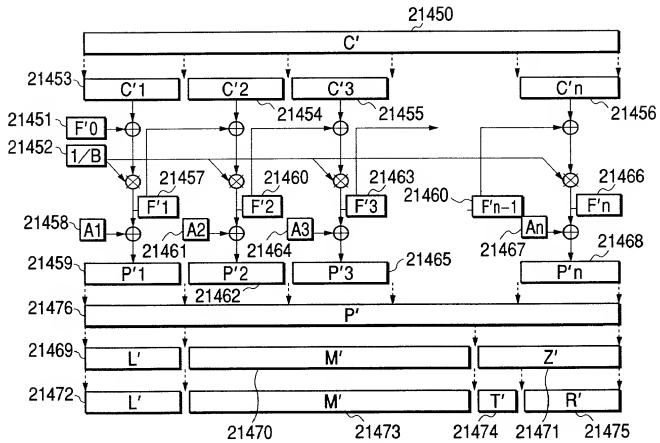 21450
C'
21453 C'1 C'2 C'3 C'n
21454 21455 21456
21451 F'0
21452 1/B
21457 21460 21463 21466
F'1 F'2 F'3 21460 F'n-1 F'n
21458 A1 A2 A3 An
21461 21464 21467 21468
21459 P'1 P'2 P'3 21465 P'n
21462
21476 P'
21469 L' M' Z'
21472 L' M' T' R'
21470 21473 21474 21471 21475